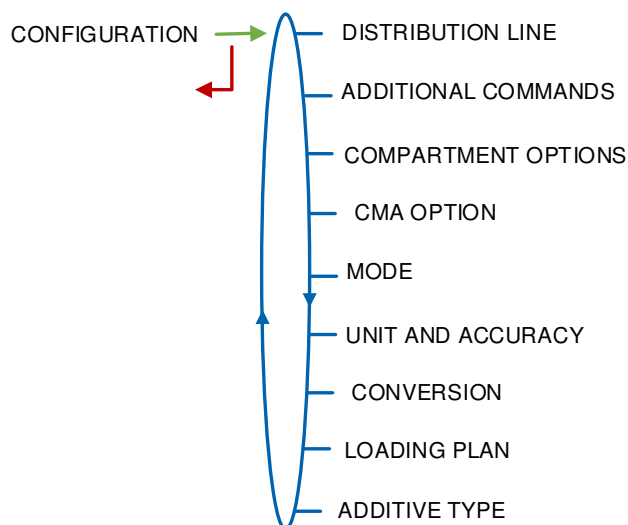 CONFIGURATION
DISTRIBUTION LINE
ADDITIONAL COMMANDS
COMPARTMENT OPTIONS
CMA OPTION
MODE
UNIT AND ACCURACY
CONVERSION
LOADING PLAN
ADDITIVE TYPE